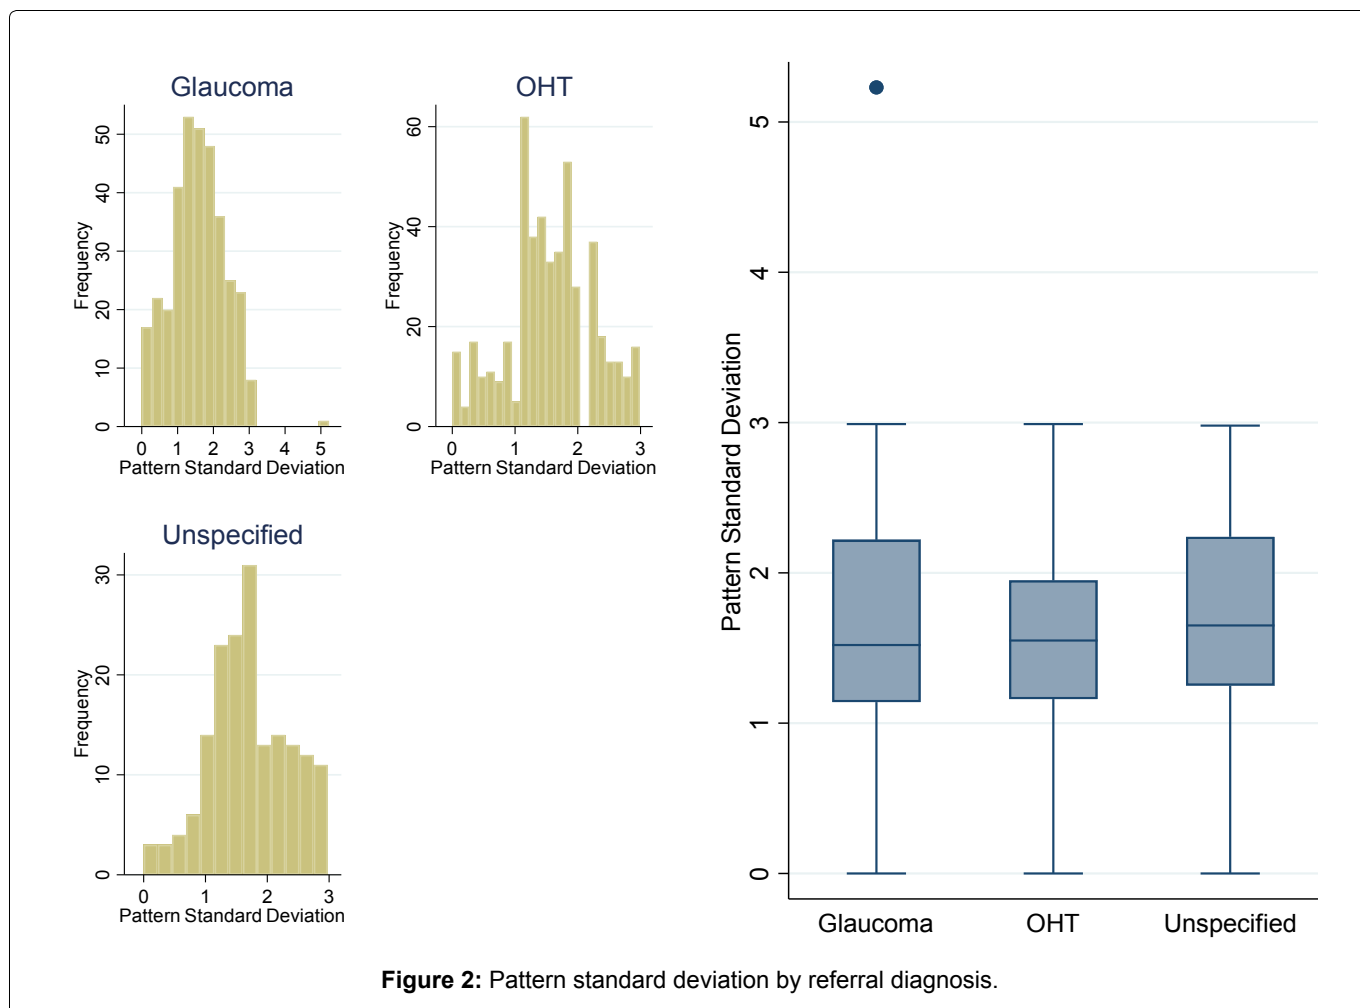 Glaucoma
Frequency
50
40
30
20
10
0
0 1 2 3 4 5
Pattern Standard Deviation
OHT
Frequency
60
40
20
0
0 1 2 3
Pattern Standard Deviation
Unspecified
Frequency
30
20
10
0
0 1 2 3
Pattern Standard Deviation
Pattern Standard Deviation
5
4
3
2
1
0
Glaucoma OHT Unspecified
Figure 2: Pattern standard deviation by referral diagnosis.